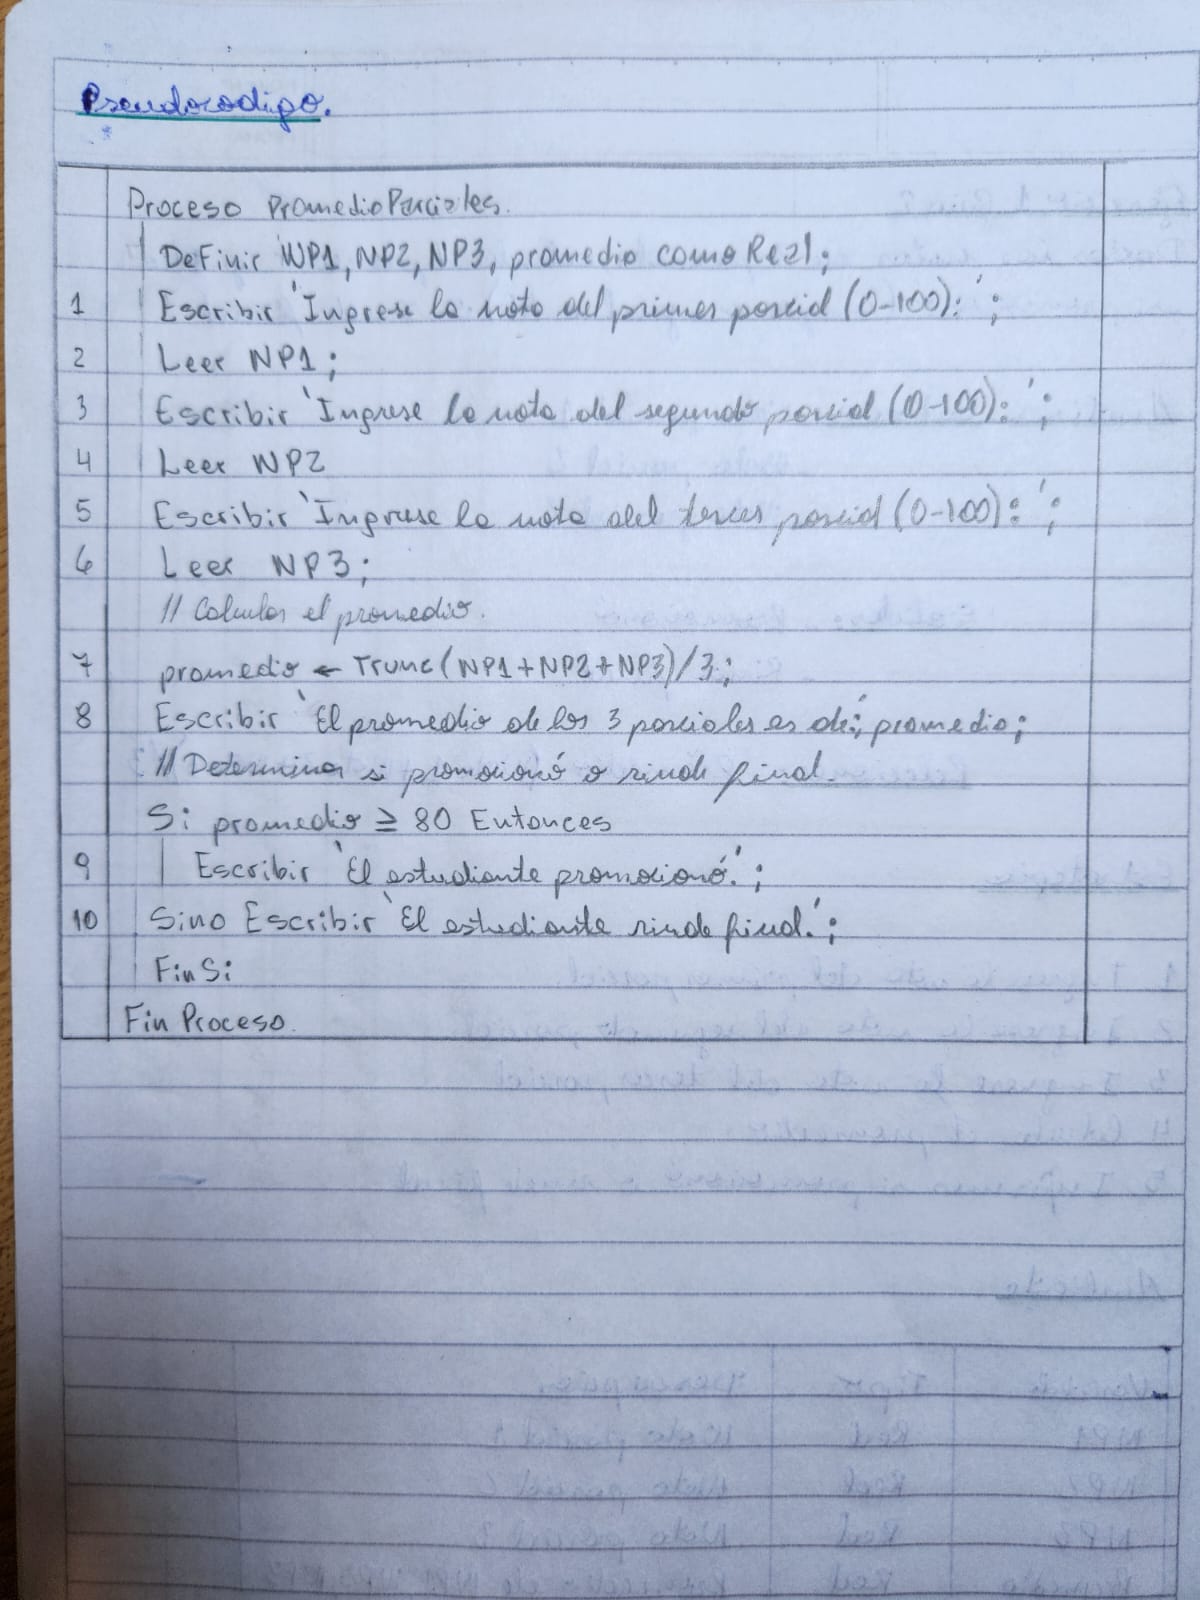 Pseudocodigo.
Proceso PromedioParciales.
Definir NP1, NP2, NP3, promedio como Real;
1 Escribir 'Ingrese la nota del primer parcial (0-100): ';
2 Leer NP1;
3 Escribir 'Ingrese la nota del segundo parcial (0-100): ';
4 Leer NP2
5 Escribir 'Ingrese la nota del tercer parcial (0-100): ';
6 Leer NP3;
// Calcular el promedio.
7 promedio ← Trunc(NP1+NP2+NP3)/3;
8 Escribir 'El promedio de los 3 parciales es de:', promedio;
// Determinar si promocionó o rinde final.
Si promedio ≥ 80 Entonces
9 Escribir 'El estudiante promocionó.';
10 Sino Escribir 'El estudiante rinde final.';
FinSi
Fin Proceso.